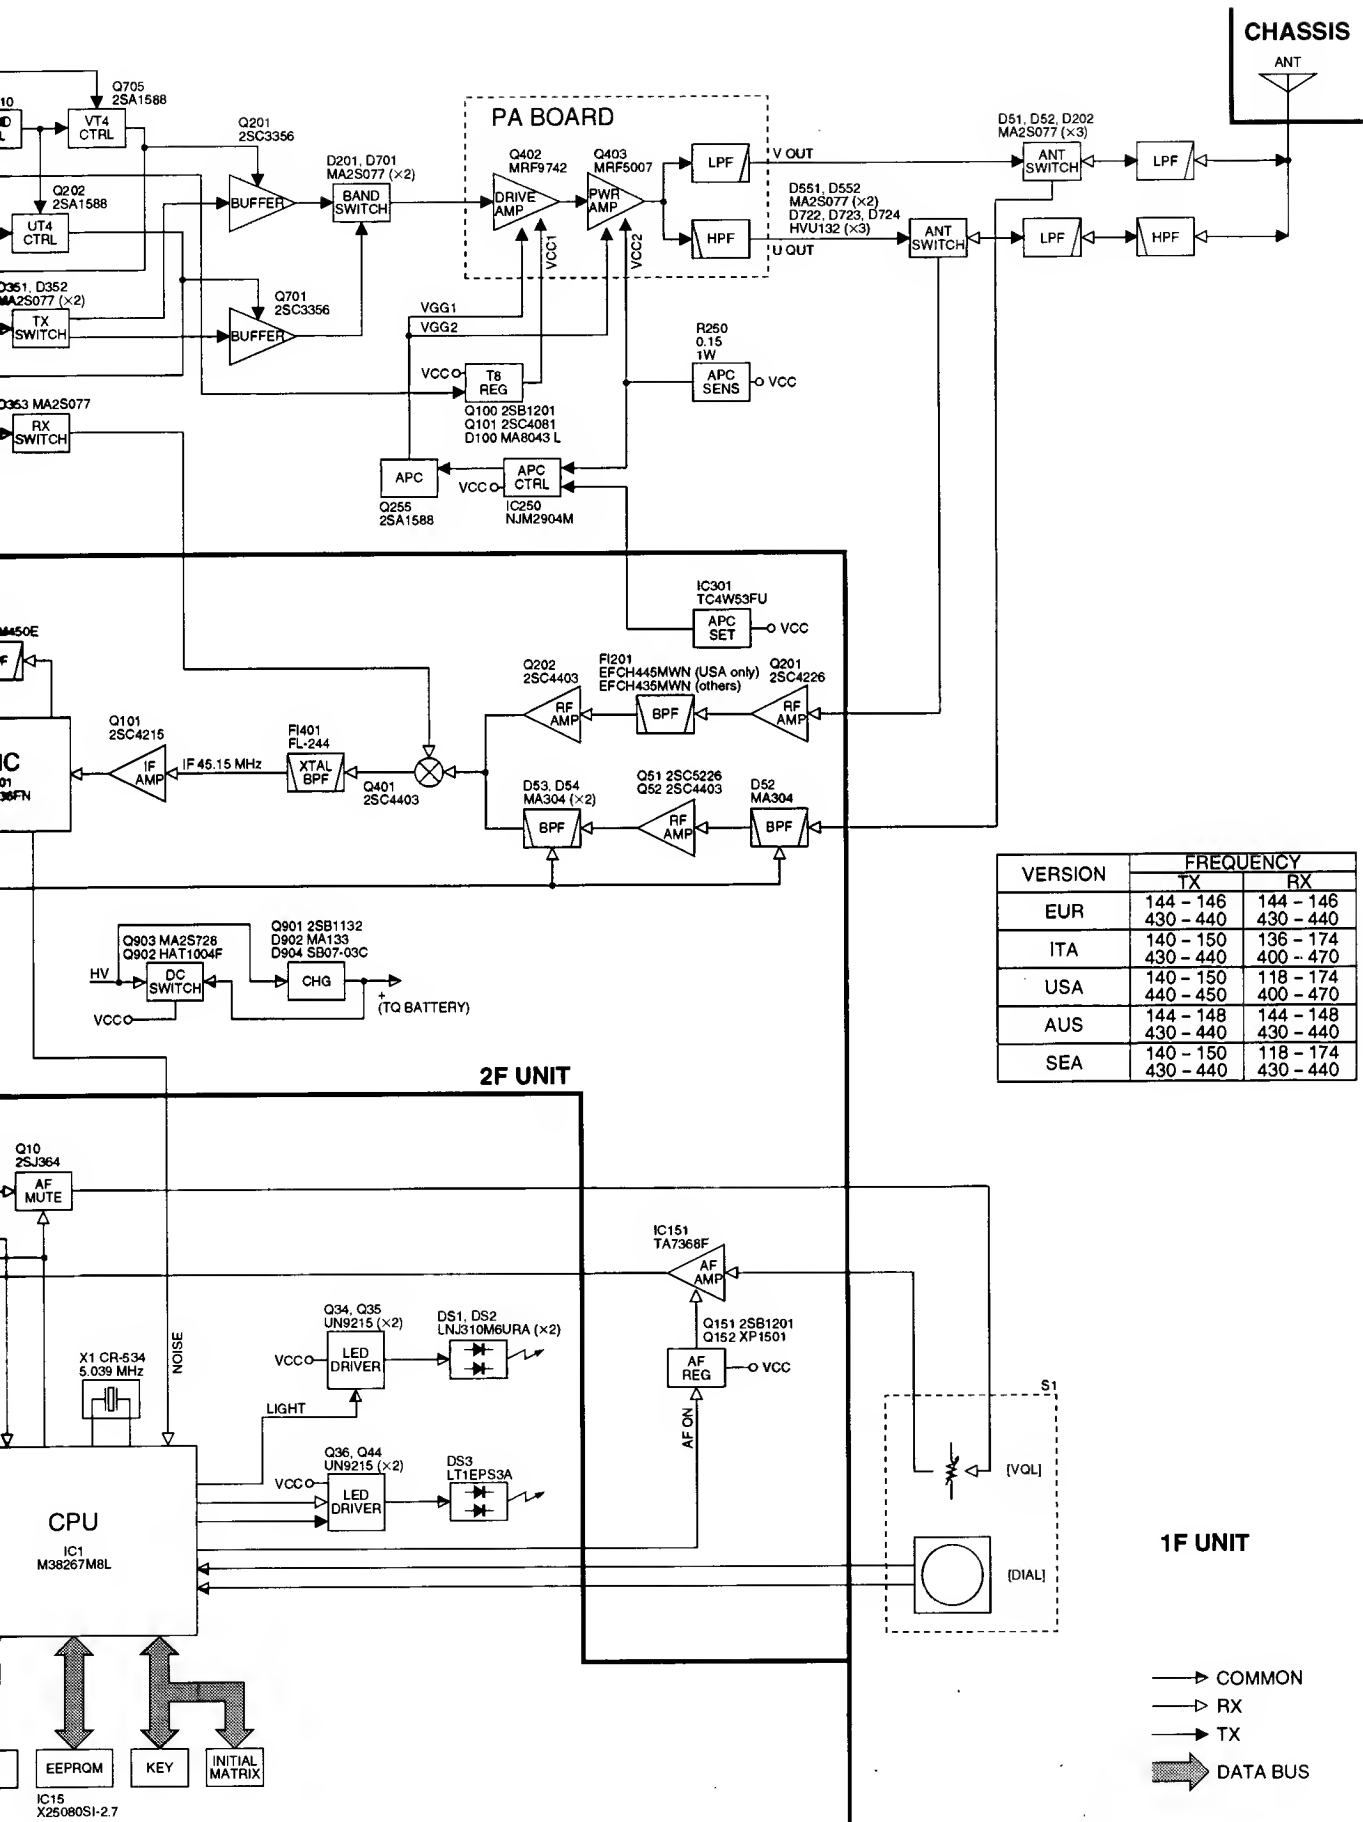 CHASSIS
ANT
Q705
2SA1588
VT4
CTRL
10
L
Q202
2SA1588
UT4
CTRL
Q201
2SC3356
BUFFER
D201, D701
MA2S077 (×2)
BAND
SWITCH
D351, D352
MA2S077 (×2)
TX
SWITCH
Q701
2SC3356
BUFFER
D353 MA2S077
RX
SWITCH
PA BOARD
Q402
MRF9742
DRIVE
AMP
Q403
MRF5007
PWR
AMP
VCC1
VCC2
LPF
HPF
V OUT
U OUT
D551, D552
MA2S077 (×2)
D722, D723, D724
HVU132 (×3)
ANT
SWITCH
D51, D52, D202
MA2S077 (×3)
ANT
SWITCH
LPF
LPF
HPF
VGG1
VGG2
VCC
T8
REG
Q100 2SB1201
Q101 2SC4081
D100 MA8043 L
R250
0.15
1W
APC
SENS
VCC
APC
Q255
2SA1588
APC
CTRL
VCC
IC250
NJM2904M
IC301
TC4W53FU
APC
SET
VCC
M450E
F
IC
01
36FN
Q101
2SC4215
IF
AMP
IF 45.15 MHz
FI401
FL-244
XTAL
BPF
Q401
2SC4403
Q202
2SC4403
RF
AMP
FI201
EFCH445MWN (USA only)
EFCH435MWN (others)
BPF
Q201
2SC4226
RF
AMP
D53, D54
MA304 (×2)
BPF
Q51 2SC5226
Q52 2SC4403
RF
AMP
D52
MA304
BPF
VERSION FREQUENCY
TX RX
EUR 144 – 146 144 – 146
430 – 440 430 – 440
ITA 140 – 150 136 – 174
430 – 440 400 – 470
USA 140 – 150 118 – 174
440 – 450 400 – 470
AUS 144 – 148 144 – 148
430 – 440 430 – 440
SEA 140 – 150 118 – 174
430 – 440 430 – 440
Q903 MA2S728
Q902 HAT1004F
HV
DC
SWITCH
VCC
Q901 2SB1132
D902 MA133
D904 SB07-03C
CHG
+
(TO BATTERY)
2F UNIT
Q10
2SJ364
AF
MUTE
IC151
TA7368F
AF
AMP
Q151 2SB1201
Q152 XP1501
AF
REG
VCC
AF ON
NOISE
X1 CR-534
5.039 MHz
Q34, Q35
UN9215 (×2)
VCC
LED
DRIVER
DS1, DS2
LNJ310M6URA (×2)
LIGHT
Q36, Q44
UN9215 (×2)
VCC
LED
DRIVER
DS3
LT1EPS3A
CPU
IC1
M38267M8L
S1
[VOL]
[DIAL]
1F UNIT
EEPROM
KEY
INITIAL
MATRIX
IC15
X25080SI-2.7
COMMON
RX
TX
DATA BUS